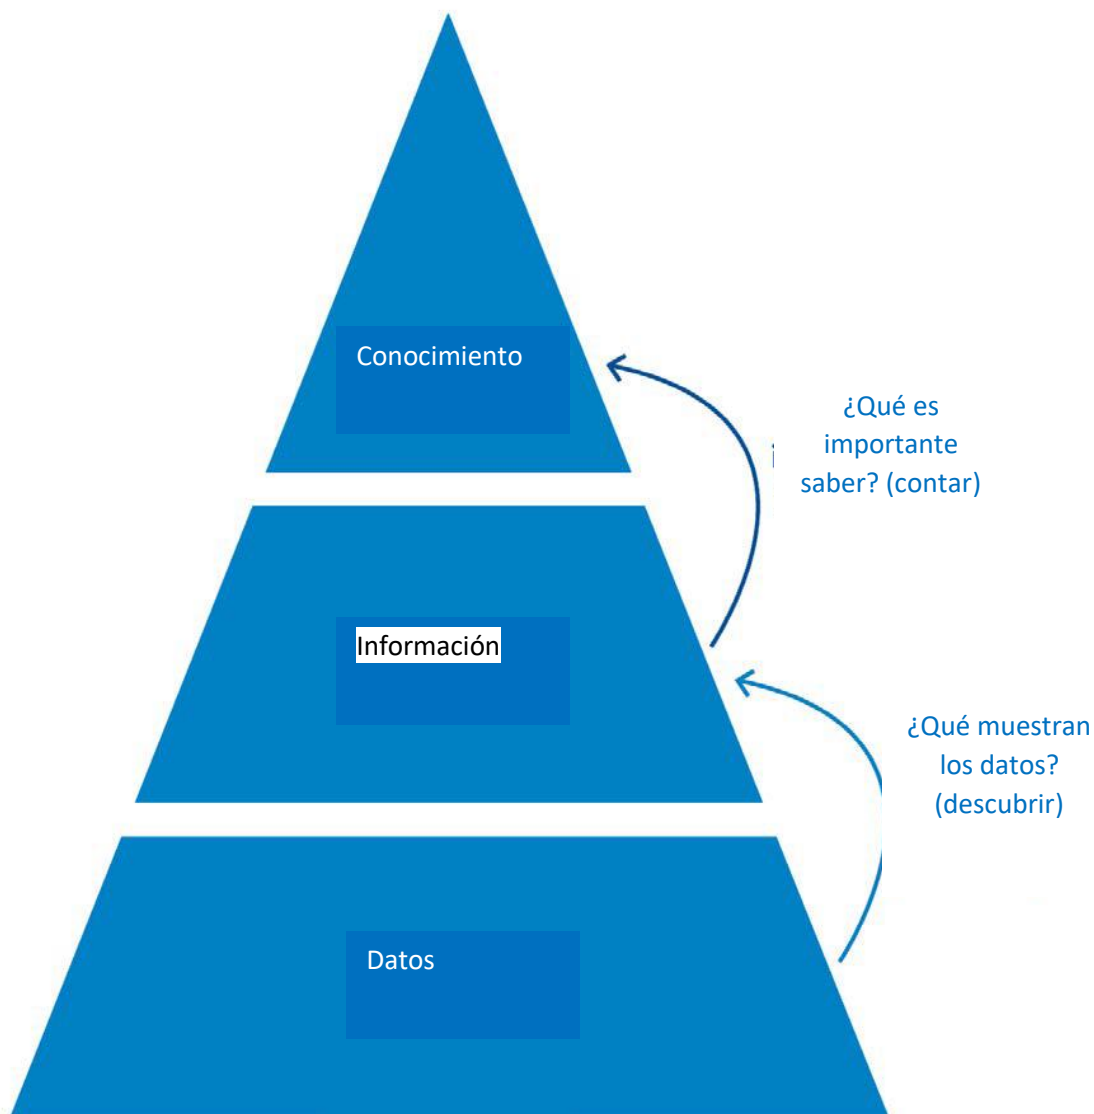 Conocimiento
¿Qué es
importante
saber? (contar)
Información
¿Qué muestran
los datos?
(descubrir)
Datos